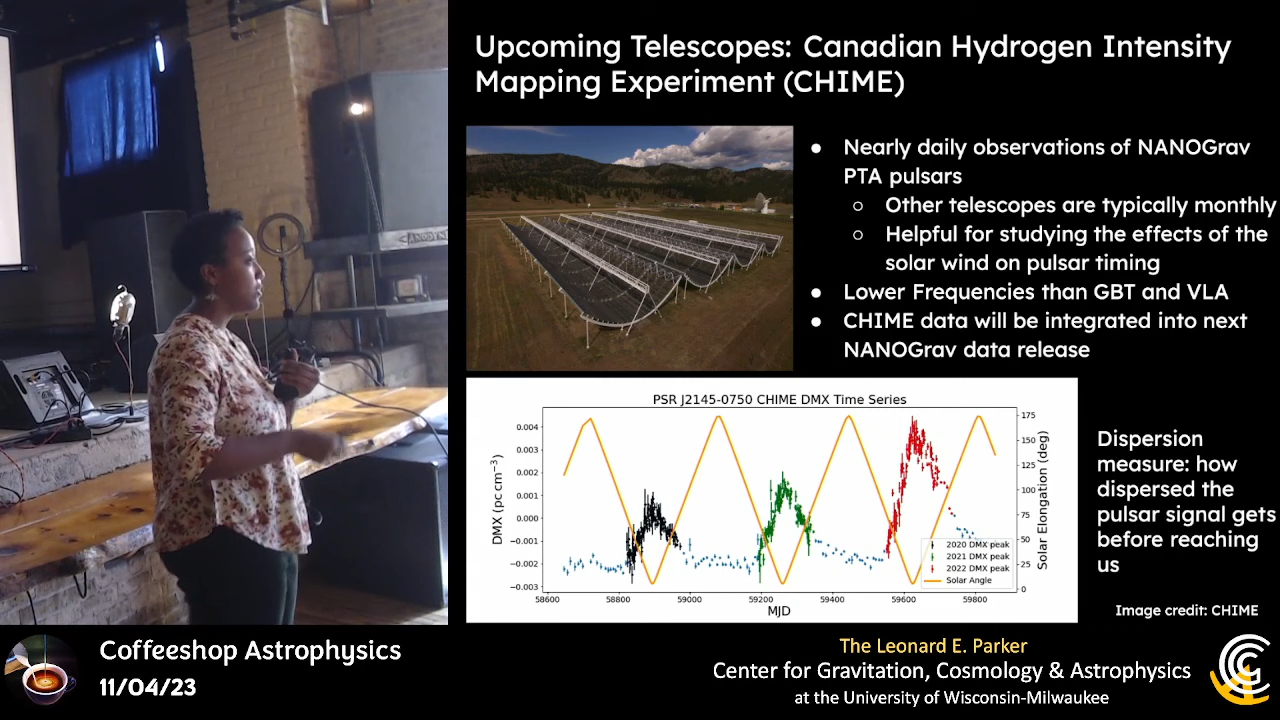 Upcoming Telescopes: Canadian Hydrogen Intensity
Mapping Experiment (CHIME)
● Nearly daily observations of NANOGrav
PTA pulsars
○ Other telescopes are typically monthly
○ Helpful for studying the effects of the
solar wind on pulsar timing
● Lower Frequencies than GBT and VLA
● CHIME data will be integrated into next
NANOGrav data release
PSR J2145-0750 CHIME DMX Time Series
DMX (pc cm⁻³)
0.004
0.003
0.002
0.001
0.000
−0.001
−0.002
−0.003
58600 58800 59000 59200 59400 59600 59800
MJD
175
150
125
100
75
50
25
0
Solar Elongation (deg)
2020 DMX peak
2021 DMX peak
2022 DMX peak
Solar Angle
Dispersion
measure: how
dispersed the
pulsar signal gets
before reaching
us
Image credit: CHIME
Coffeeshop Astrophysics
11/04/23
The Leonard E. Parker
Center for Gravitation, Cosmology & Astrophysics
at the University of Wisconsin-Milwaukee